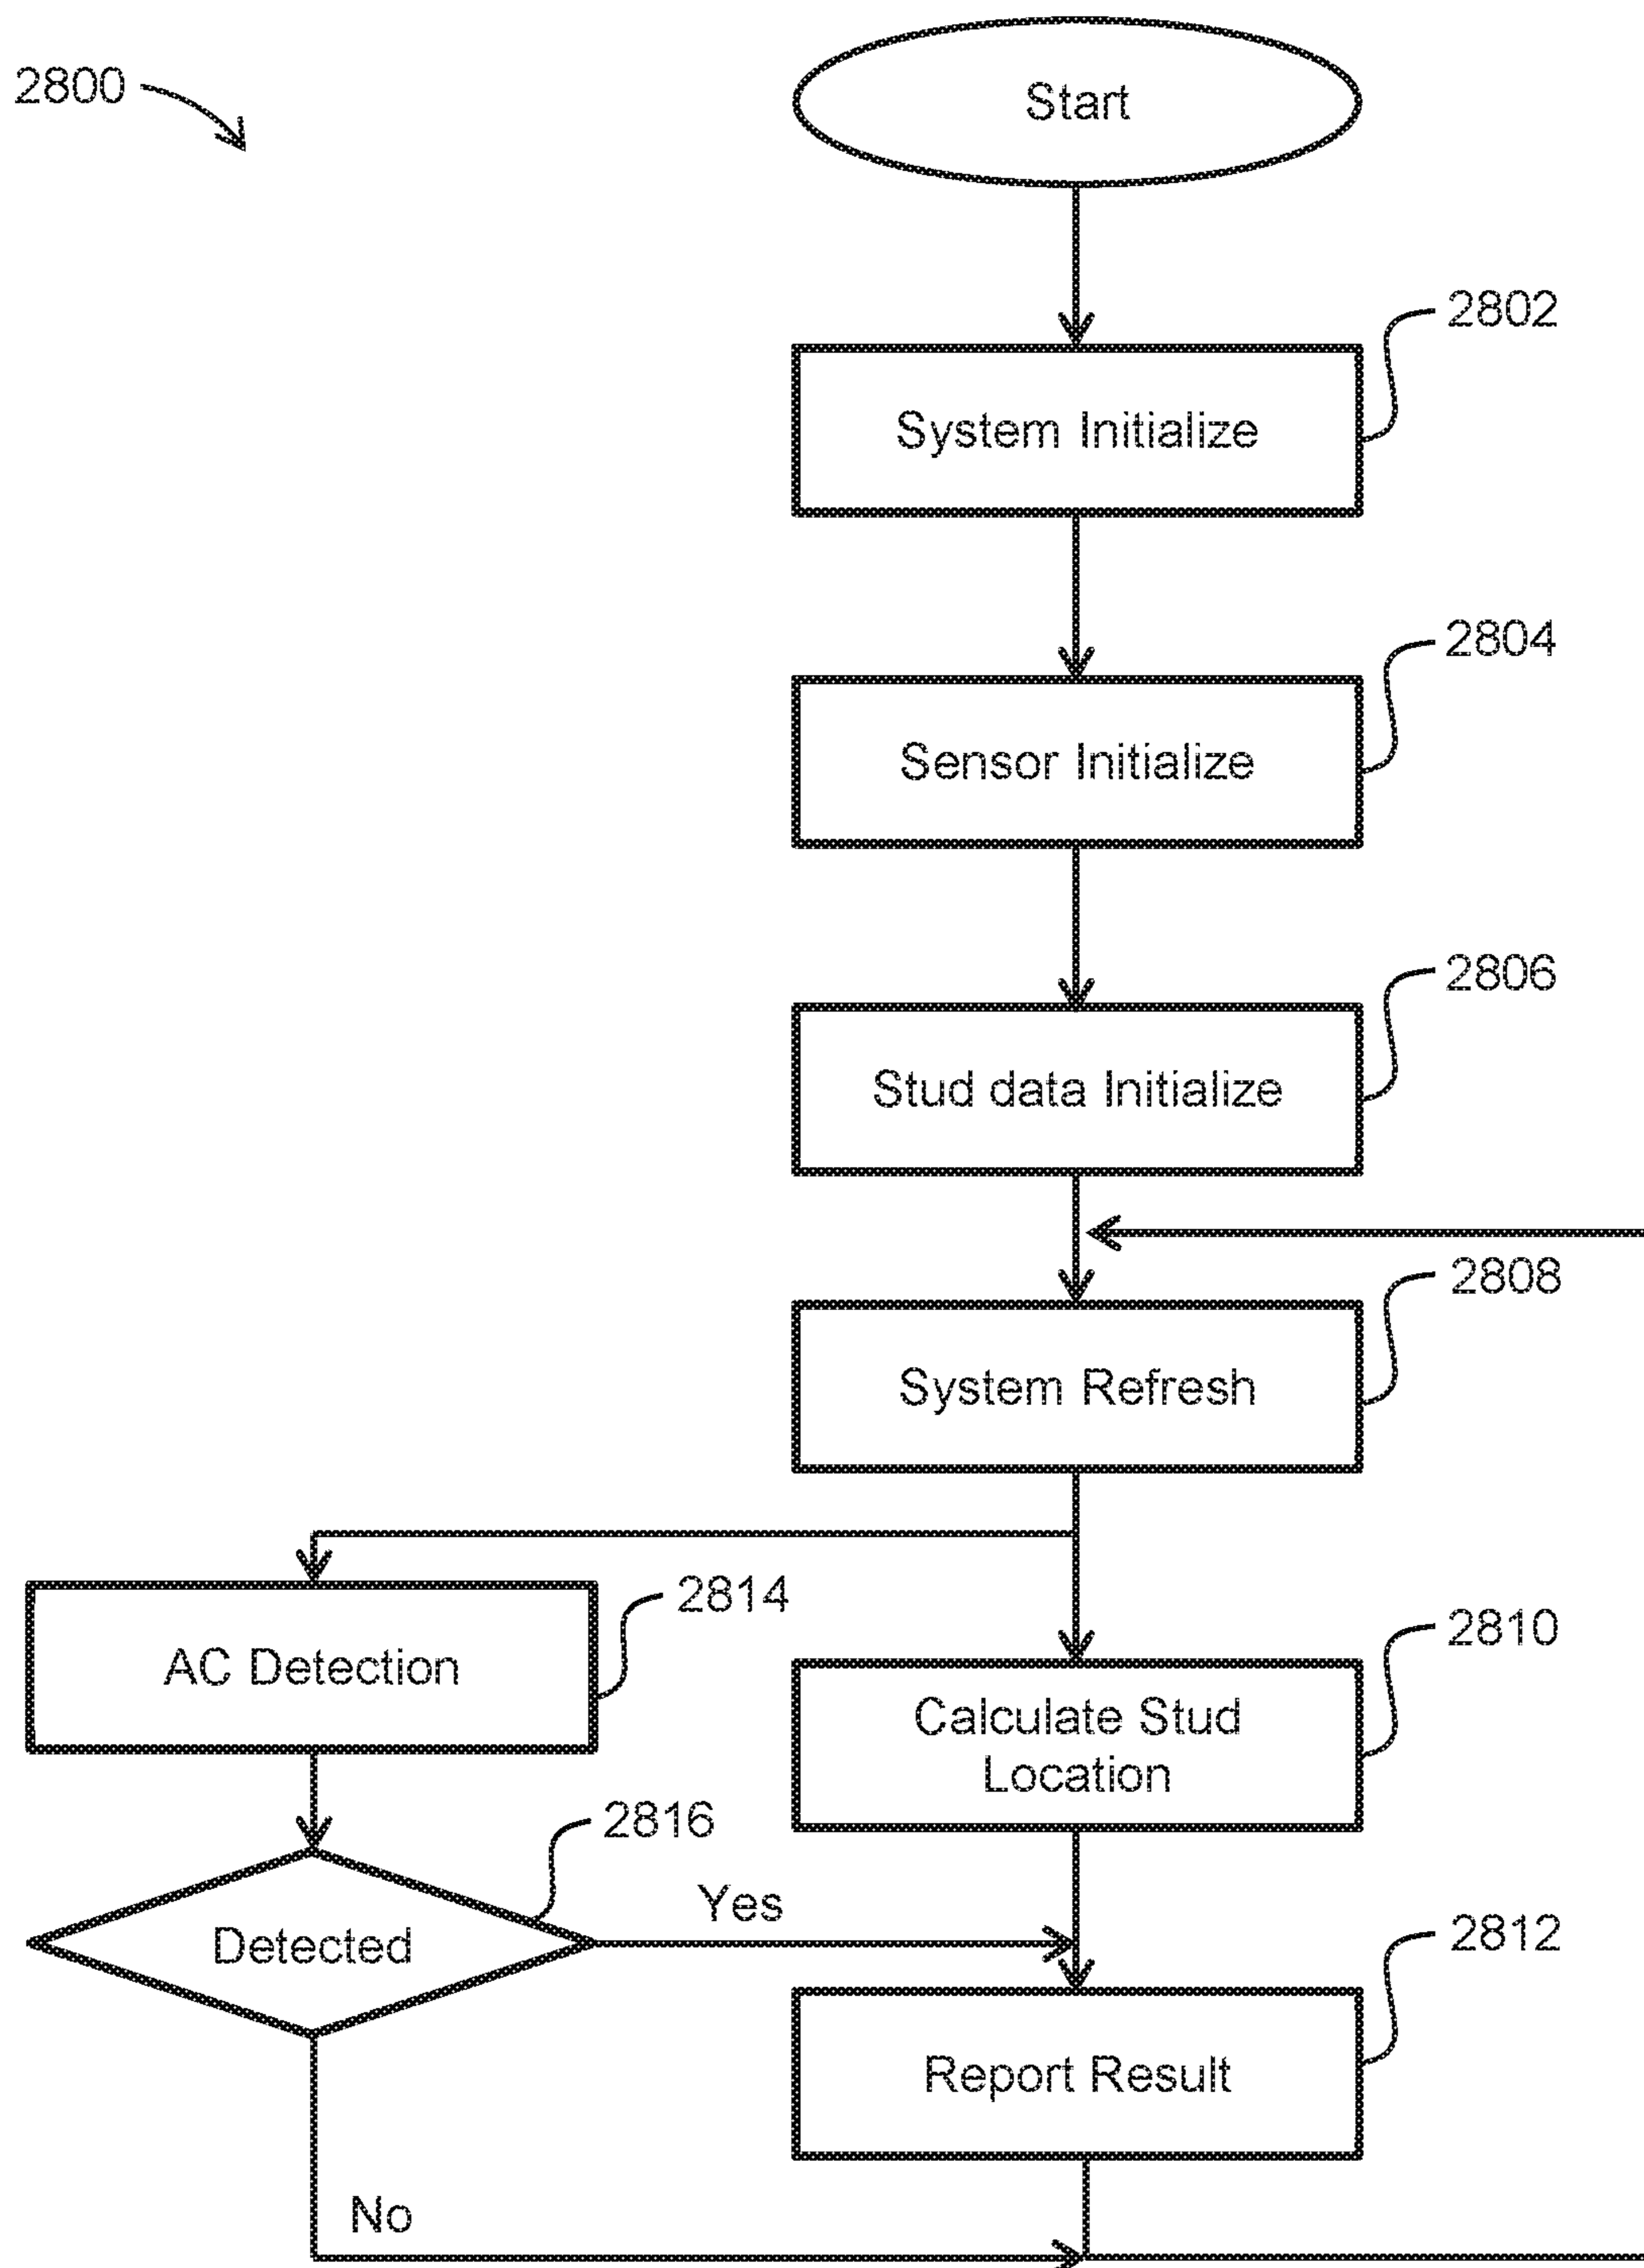 2800
Start
2802
System Initialize
2804
Sensor Initialize
2806
Stud data Initialize
2808
System Refresh
2814
AC Detection
2810
Calculate Stud
Location
2816
Detected
Yes
2812
Report Result
No